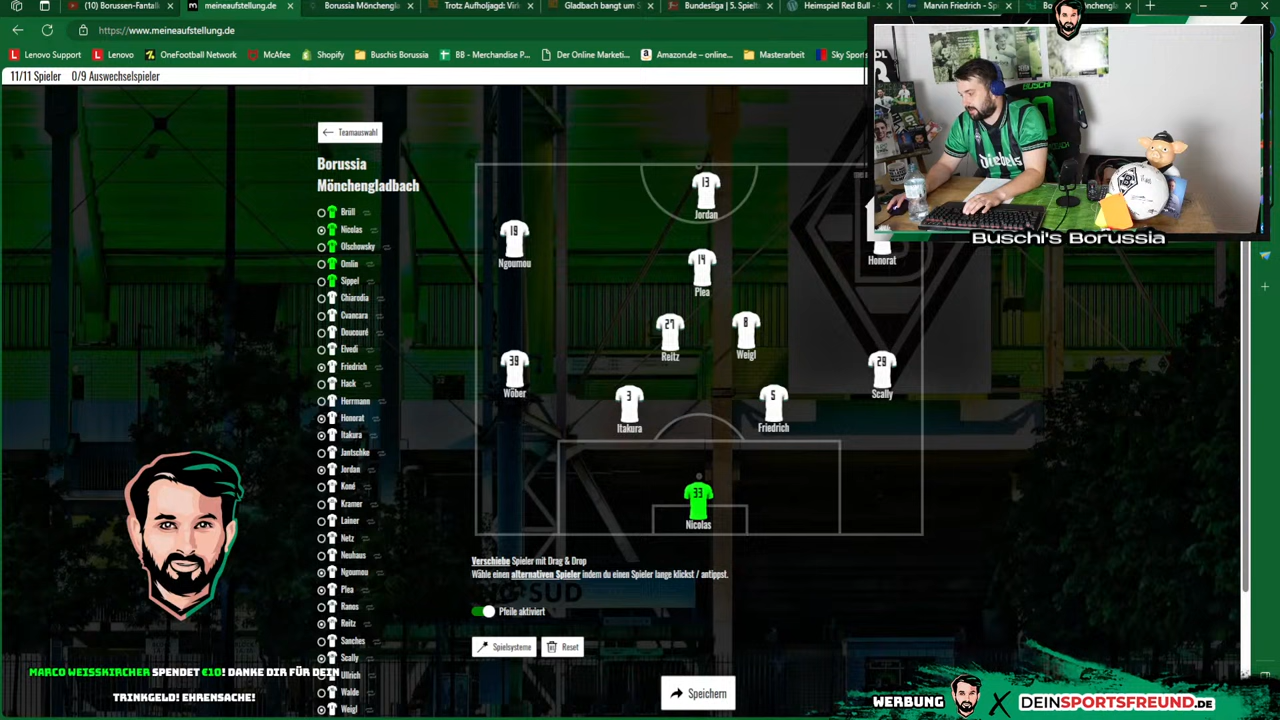 (10) Borussen-Fantalk
meineaufstellung.de
Borussia Möncheng
Trotz Aufholjagd: Vi
Gladbach bangt um S
Bundesliga | 5. Spielt
Heimspiel Red Bull -
Marvin Friedrich - Sp
https://www.meineaufstellung.de
Lenovo Support
Lenovo
OneFootball Network
McAfee
Shopify
Buschis Borussia
BB - Merchandise P...
Der Online Marketi...
Amazon.de – online...
Masterarbeit
Sky Sport
11/11 Spieler 0/9 Auswechselspieler
Teamauswahl
Borussia
Mönchengladbach
Brüll
Nicolas
Olschowsky
Omlin
Sippel
Chiarodia
Cvancara
Doucouré
Elvedi
Friedrich
Hack
Herrmann
Honorat
Itakura
Jantschke
Jordan
Koné
Kramer
Lainer
Netz
Neuhaus
Ngoumou
Plea
Ranos
Reitz
Sanches
Scally
Ullrich
Walde
Weigl
13
Jordan
19
Ngoumou
Honorat
14
Plea
27
Reitz
8
Weigl
39
Wöber
29
Scally
3
Itakura
5
Friedrich
33
Nicolas
Verschiebe Spieler mit Drag & Drop
Wähle einen alternativen Spieler indem du einen Spieler lange klickst / antippst.
Pfeile aktiviert
Spielsysteme
Reset
Speichern
BUSCHI
diebels
Buschi's Borussia
MARCO WEISSKIRCHER SPENDET €10! DANKE DIR FÜR DEIN
TRINKGELD! EHRENSACHE!
WERBUNG X DEINSPORTSFREUND.DE